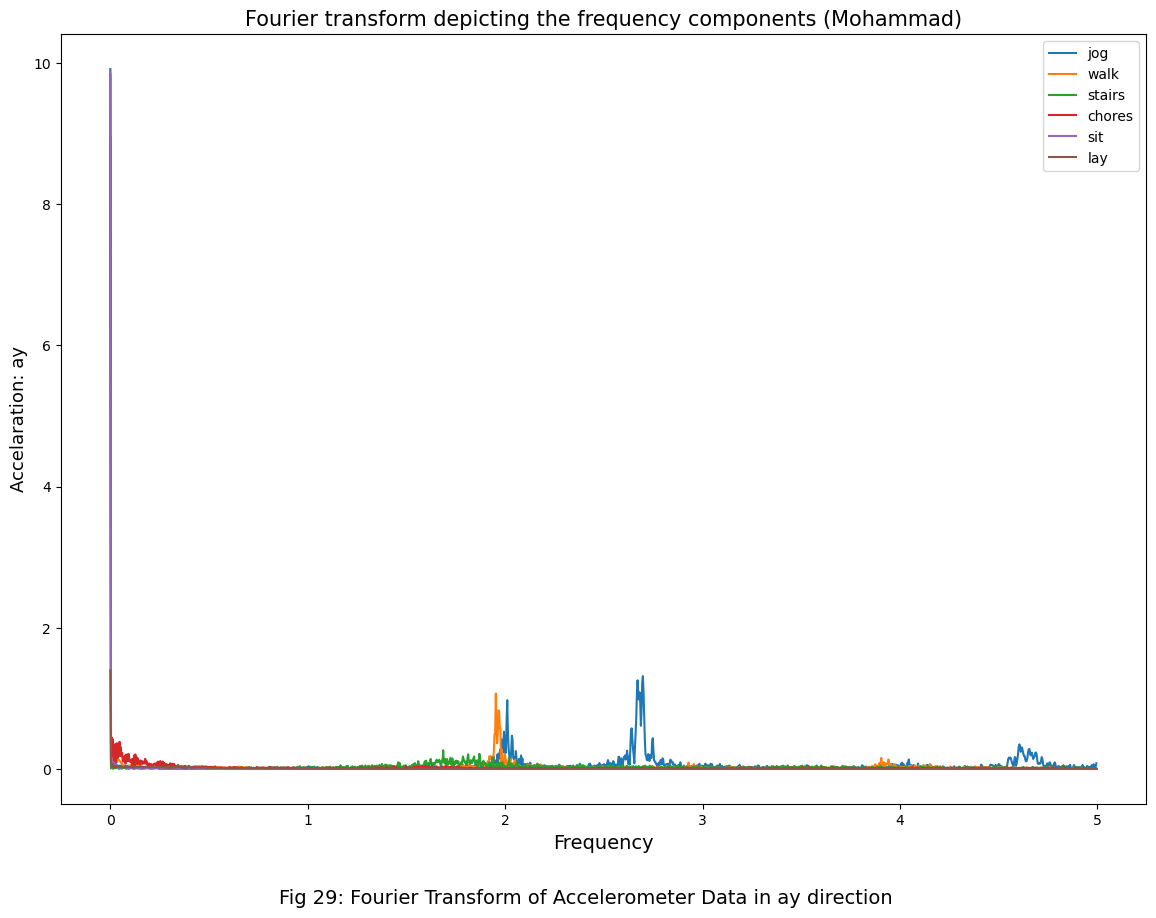 Fourier transform depicting the frequency components (Mohammad)
jog
walk
stairs
chores
sit
lay
10
8
6
4
2
0
Accelaration: ay
0 1 2 3 4 5
Frequency
Fig 29: Fourier Transform of Accelerometer Data in ay direction